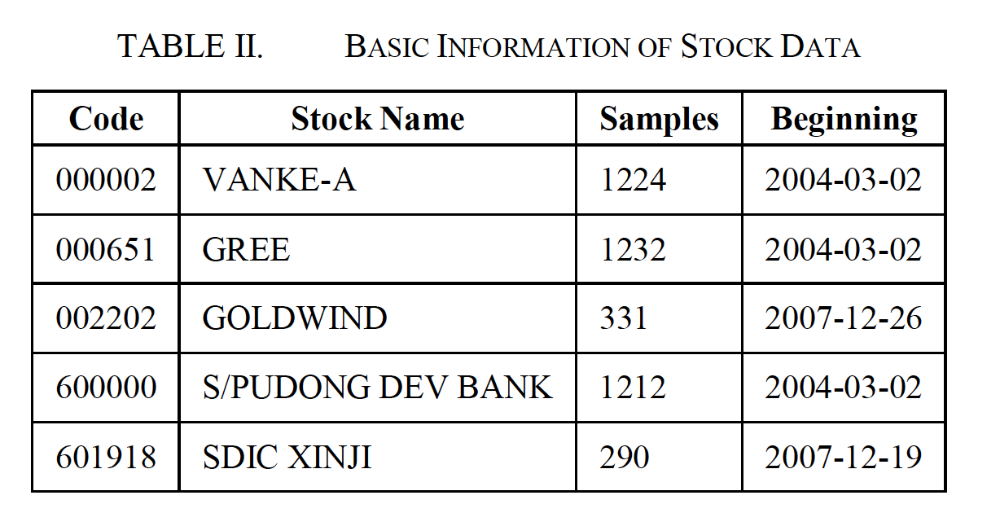 TABLE II. BASIC INFORMATION OF STOCK DATA
Code Stock Name Samples Beginning
000002 VANKE-A 1224 2004-03-02
000651 GREE 1232 2004-03-02
002202 GOLDWIND 331 2007-12-26
600000 S/PUDONG DEV BANK 1212 2004-03-02
601918 SDIC XINJI 290 2007-12-19